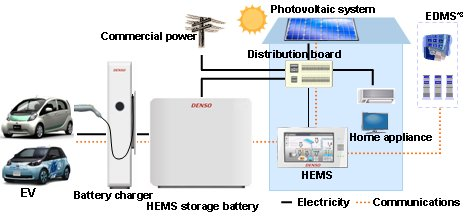 Photovoltaic system
EDMS*6
Commercial power
Distribution board
DENSO
DENSO
DENSO
Home appliance
EV
Battery charger
HEMS storage battery
HEMS
Electricity
Communications